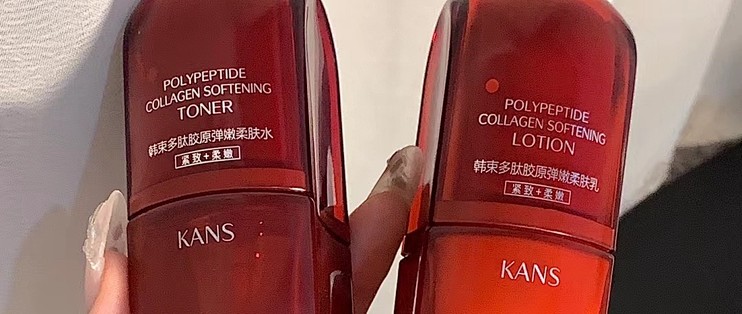 POLYPEPTIDE
COLLAGEN SOFTENING
TONER
韩束多肽胶原弹嫩柔肤水
紧致+柔嫩
KANS
POLYPEPTIDE
COLLAGEN SOFTENING
LOTION
韩束多肽胶原弹嫩柔肤乳
紧致+柔嫩
KANS